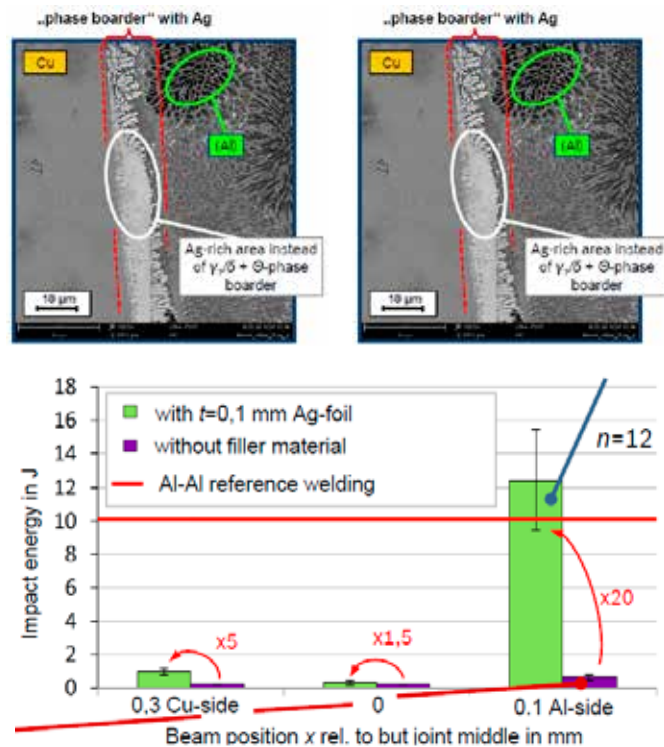 „phase boarder“ with Ag
„phase boarder“ with Ag
Cu
(Al)
Ag-rich area instead
of γ₁/δ + Θ-phase
boarder
10 µm
Cu
(Al)
Ag-rich area instead
of γ₁/δ + Θ-phase
boarder
10 µm
18
16
14
12
10
8
6
4
2
0
Impact energy in J
with t=0,1 mm Ag-foil
without filler material
Al-Al reference welding
n=12
x5
x1,5
x20
0,3 Cu-side
0
0.1 Al-side
Beam position x rel. to but joint middle in mm